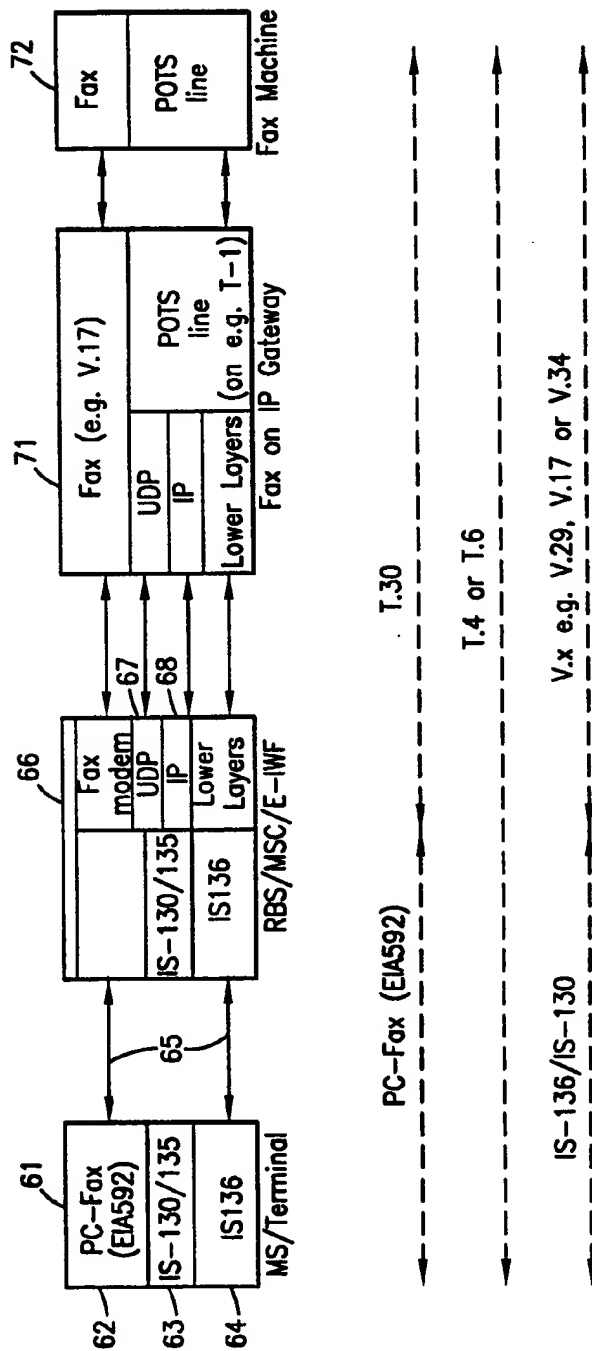 61
62
63
64
PC-Fax
(EIA592)
IS-130/135
IS136
MS/Terminal
65
66
Fax
modem
IS-130/135
UDP
IP
IS136
Lower
Layers
RBS/MSC/E-IWF
67
68
71
Fax (e.g. V.17)
UDP
IP
Lower Layers
POTS
line
(on e.g. T-1)
Fax on IP Gateway
72
Fax
POTS
line
Fax Machine
PC-Fax (EIA592)
T.30
T.4 or T.6
IS-136/IS-130
V.x e.g. V.29, V.17 or V.34